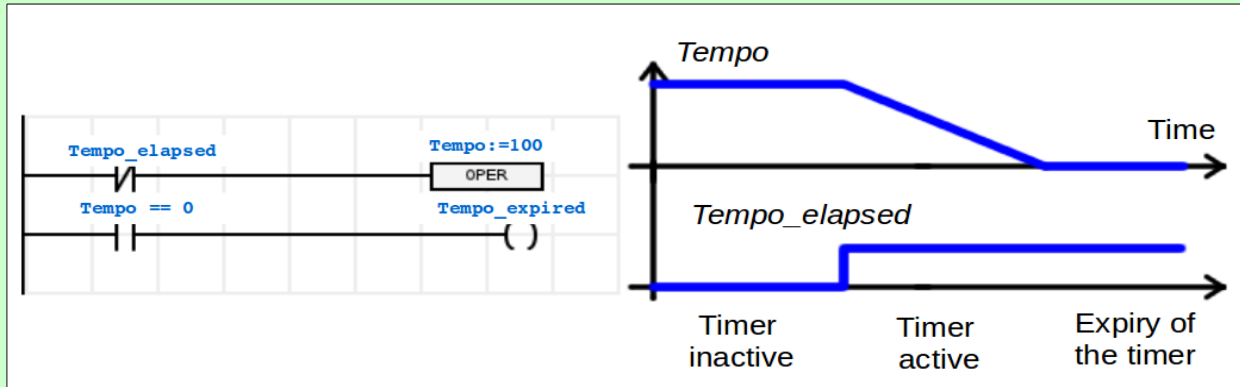 Tempo_elapsed
Tempo:=100
OPER
Tempo == 0
Tempo_expired
Tempo
Time
Tempo_elapsed
Timer
inactive
Timer
active
Expiry of
the timer